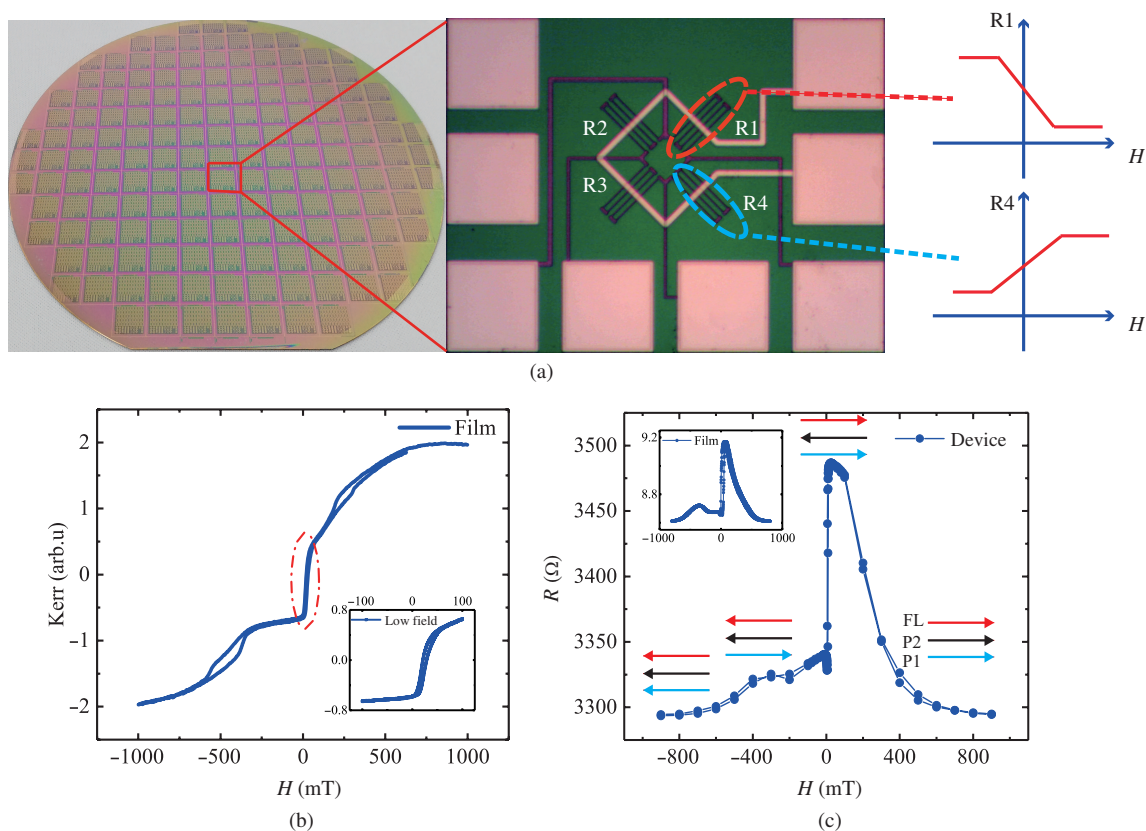 R1
H
R2
R1
R3
R4
R4
H
(a)
Film
Kerr (arb.u)
2
1
0
−1
−2
−1000
−500
0
500
1000
H (mT)
−100
0
100
0.8
0.0
−0.8
Low field
(b)
Device
R (Ω)
3500
3450
3400
3350
3300
−800
−400
0
400
800
H (mT)
Film
9.2
8.8
−1000
0
1000
FL
P2
P1
(c)